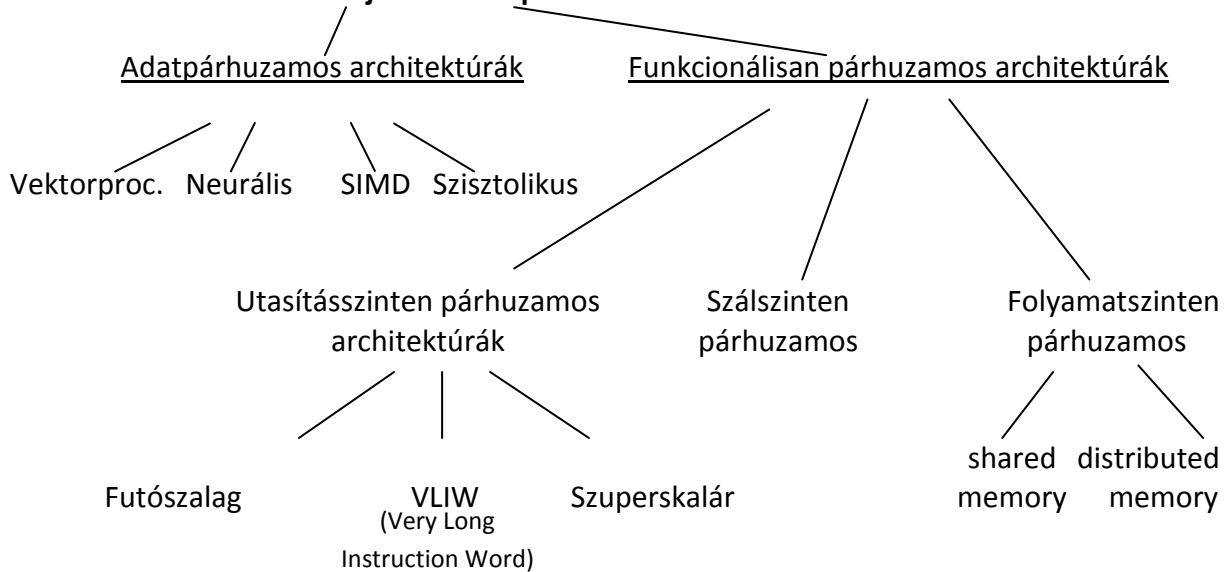 Adatpárhuzamos architektúrák
Funkcionálisan párhuzamos architektúrák
Vektorproc. Neurális SIMD Szisztolikus
Utasításszinten párhuzamos
architektúrák
Szálszinten
párhuzamos
Folyamatszinten
párhuzamos
Futószalag
VLIW
(Very Long
Instruction Word)
Szuperskalár
shared
memory
distributed
memory